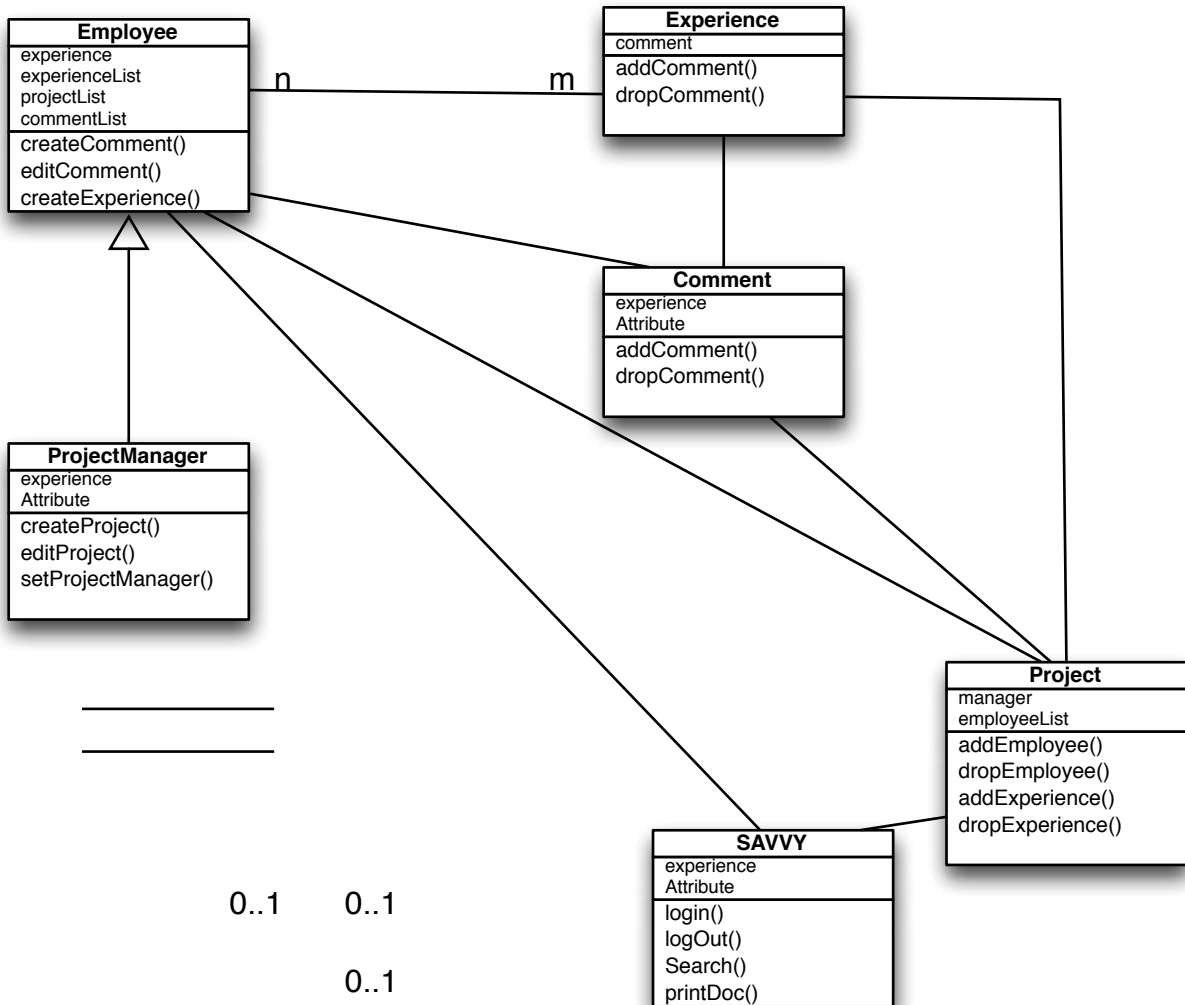 Employee
experience
experienceList
projectList
commentList
createComment()
editComment()
createExperience()
n
m
Experience
comment
addComment()
dropComment()
Comment
experience
Attribute
addComment()
dropComment()
ProjectManager
experience
Attribute
createProject()
editProject()
setProjectManager()
Project
manager
employeeList
addEmployee()
dropEmployee()
addExperience()
dropExperience()
SAVVY
experience
Attribute
login()
logOut()
Search()
printDoc()
0..1 0..1
0..1